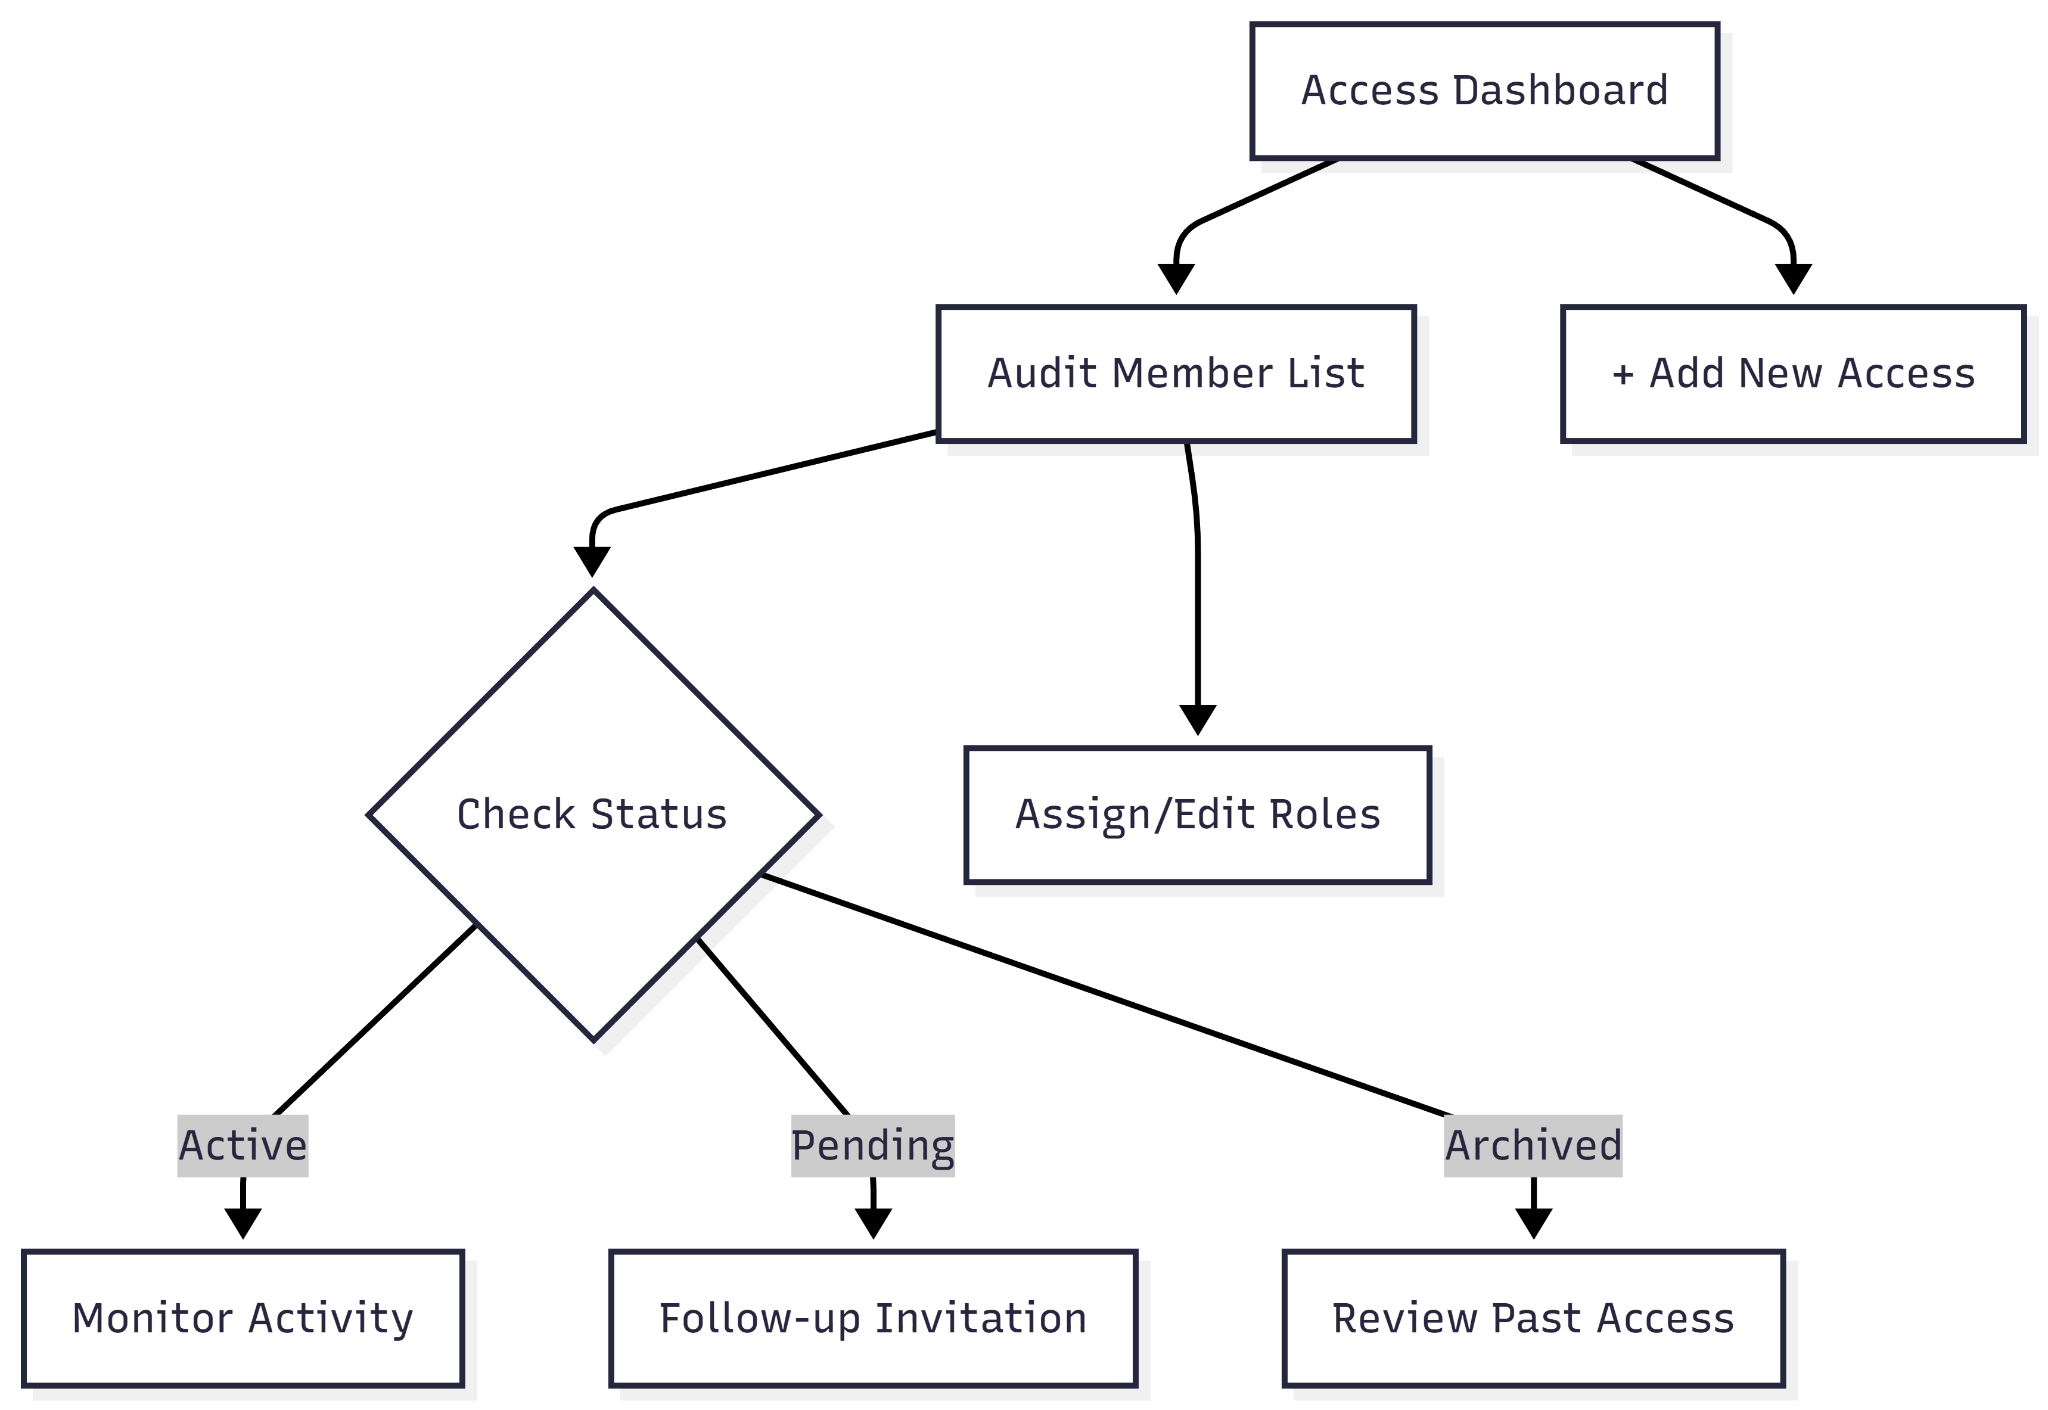 Access Dashboard
Audit Member List
+ Add New Access
Check Status
Assign/Edit Roles
Active
Pending
Archived
Monitor Activity
Follow-up Invitation
Review Past Access